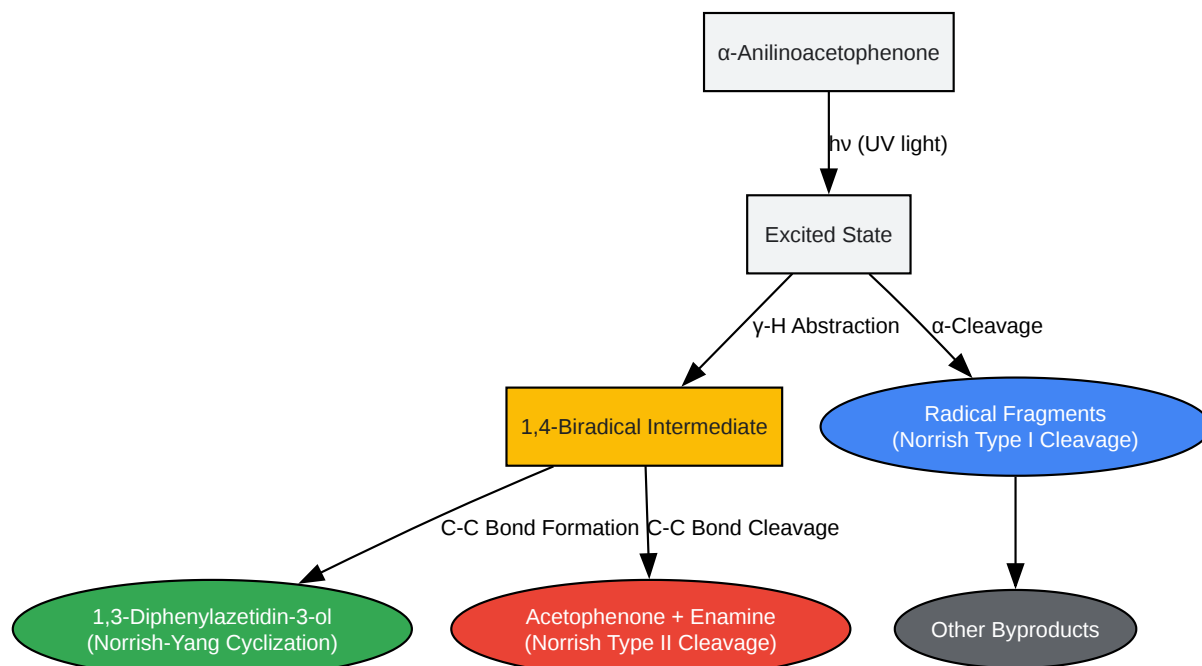 α-Anilinoacetophenone
hν (UV light)
Excited State
γ-H Abstraction
α-Cleavage
1,4-Biradical Intermediate
Radical Fragments
(Norrish Type I Cleavage)
C-C Bond Formation
C-C Bond Cleavage
1,3-Diphenylazetidin-3-ol
(Norrish-Yang Cyclization)
Acetophenone + Enamine
(Norrish Type II Cleavage)
Other Byproducts